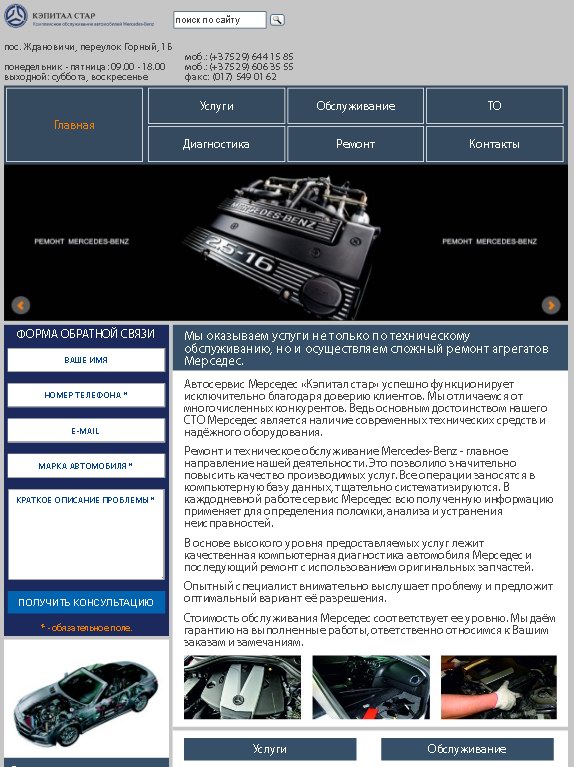 КЭПИТАЛ СТАР
Комплексное обслуживание автомобилей Mercedes-Benz
поиск по сайту
пос. Ждановичи, переулок Горный, 1Б
понедельник - пятница : 09.00 - 18.00
выходной: суббота, воскресенье
моб.: (+375 29) 644 15 85
моб.: (+375 29) 606 35 55
факс: (017) 549 01 62
Главная
Услуги
Обслуживание
ТО
Диагностика
Ремонт
Контакты
РЕМОНТ MERCEDES-BENZ
MERCEDES-BENZ
2.5-16
РЕМОНТ MERCEDES-BENZ
ФОРМА ОБРАТНОЙ СВЯЗИ
ВАШЕ ИМЯ
НОМЕР ТЕЛЕФОНА *
E-MAIL
МАРКА АВТОМОБИЛЯ *
КРАТКОЕ ОПИСАНИЕ ПРОБЛЕМЫ *
ПОЛУЧИТЬ КОНСУЛЬТАЦИЮ
* - обязательное поле.
Мы оказываем услуги не только по техническому
обслуживанию, но и осуществляем сложный ремонт агрегатов
Мерседес.
Автосервис Мерседес «Кэпитал стар» успешно функционирует
исключительно благодаря доверию клиентов. Мы отличаемся от
многочисленных конкурентов. Ведь основным достоинством нашего
СТО Мерседес является наличие современных технических средств и
надёжного оборудования.
Ремонт и техническое обслуживание Mercedes-Benz - главное
направление нашей деятельности. Это позволило значительно
повысить качество производимых услуг. Все операции заносятся в
компьютерную базу данных, тщательно систематизируются. В
каждодневной работе сервис Мерседес всю полученную информацию
применяет для определения поломки, анализа и устранения
неисправностей.
В основе высокого уровня предоставляемых услуг лежит
качественная компьютерная диагностика автомобиля Мерседес и
последующий ремонт с использованием оригинальных запчастей.
Опытный специалист внимательно выслушает проблему и предложит
оптимальный вариант её разрешения.
Стоимость обслуживания Мерседес соответствует ее уровню. Мы даём
гарантию на выполненные работы, ответственно относимся к Вашим
заказам и замечаниям.
Услуги
Обслуживание